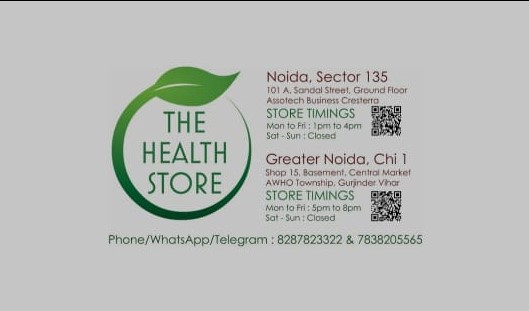 THE
HEALTH
STORE
Noida, Sector 135
101 A, Sandal Street, Ground Floor
Assotech Business Cresterra
STORE TIMINGS
Mon to Fri : 1pm to 4pm
Sat - Sun : Closed
Greater Noida, Chi 1
Shop 15, Basement, Central Market
AWHO Township, Gurjinder Vihar
STORE TIMINGS
Mon to Fri : 5pm to 8pm
Sat - Sun : Closed
Phone/WhatsApp/Telegram : 8287823322 & 7838205565